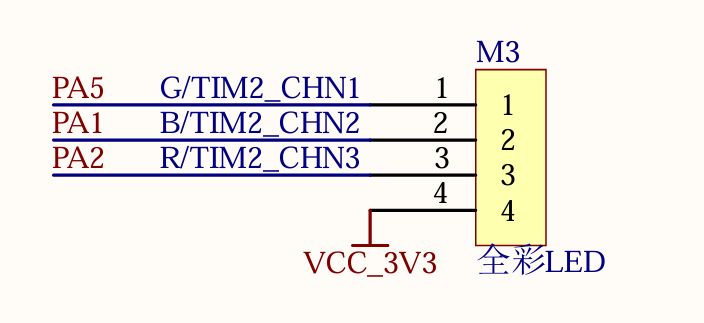 M3
PA5 G/TIM2_CHN1 1 1
PA1 B/TIM2_CHN2 2 2
PA2 R/TIM2_CHN3 3 3
4 4
VCC_3V3 全彩LED